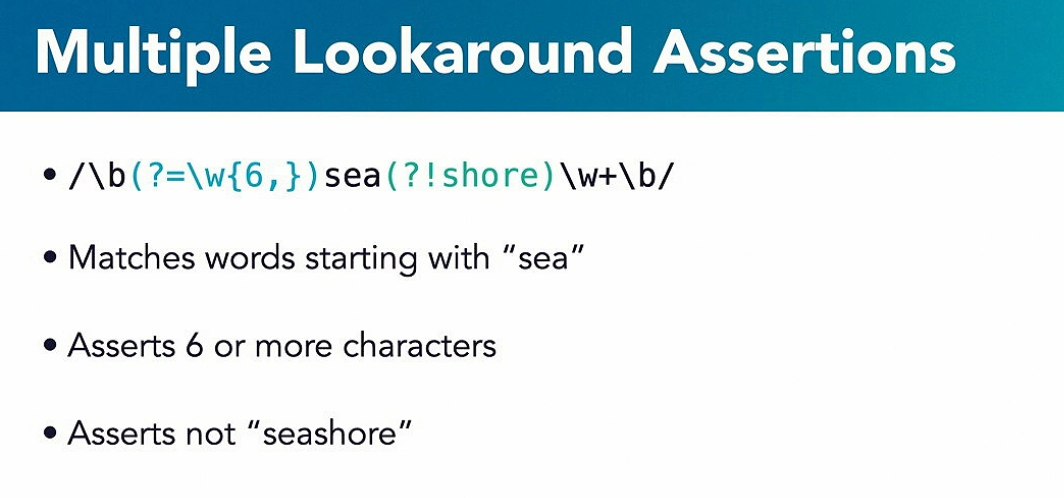 Multiple Lookaround Assertions
• /\b(?=\w{6,})sea(?!shore)\w+\b/
• Matches words starting with “sea”
• Asserts 6 or more characters
• Asserts not “seashore”